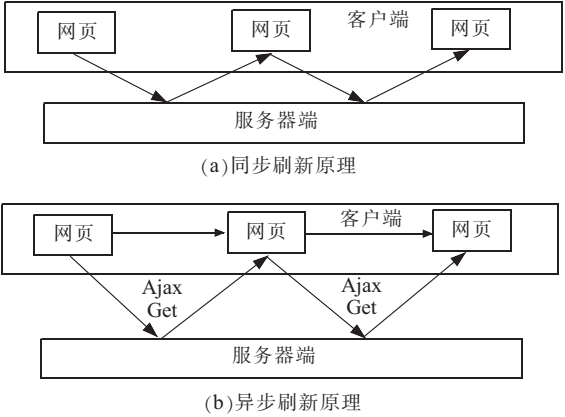 客户端
网页 网页 网页
服务器端
(a)同步刷新原理
客户端
网页 网页 网页
Ajax Ajax
Get Get
服务器端
(b)异步刷新原理